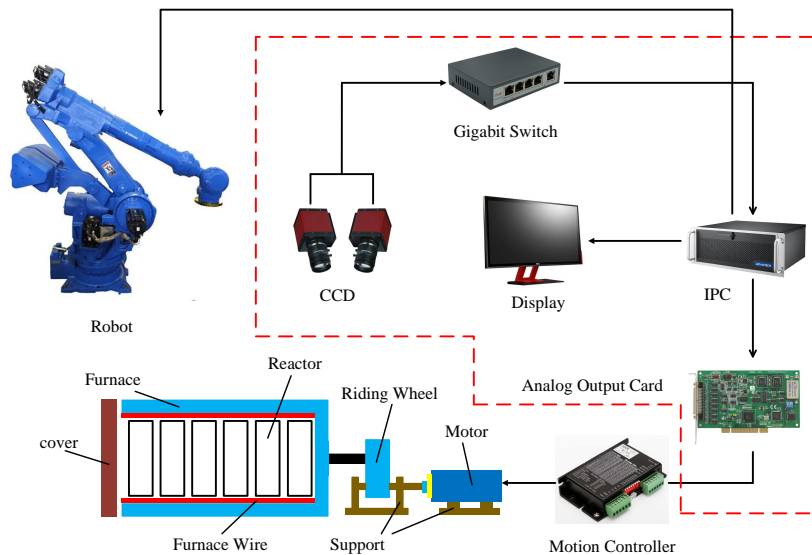 Gigabit Switch
CCD
Display
IPC
Robot
Reactor
Furnace
Riding Wheel
Analog Output Card
cover
Motor
Furnace Wire
Support
Motion Controller